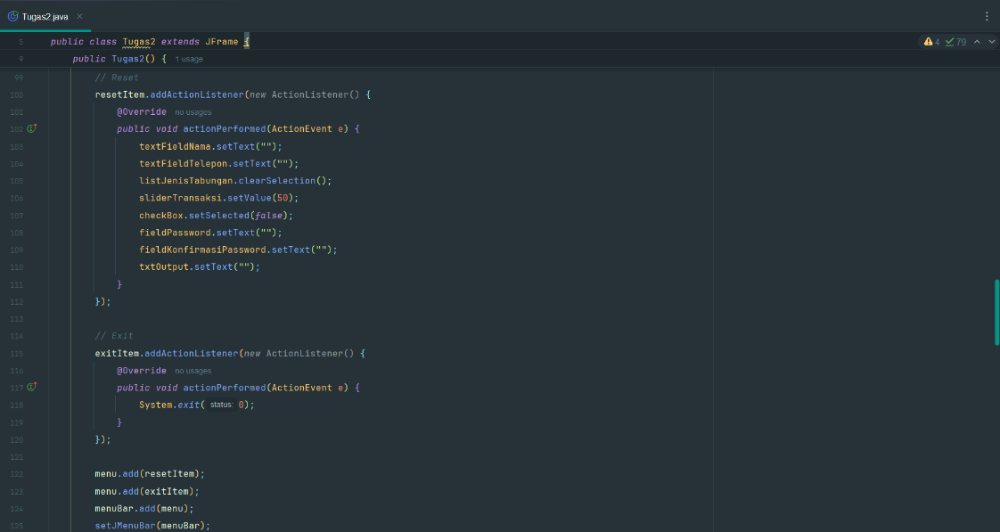 Tugas2.java
5 public class Tugas2 extends JFrame {
4 79
9 public Tugas2() { 1 usage
99 // Reset
100 resetItem.addActionListener(new ActionListener() {
101 @Override no usages
102 public void actionPerformed(ActionEvent e) {
103 textFieldNama.setText("");
104 textFieldTelepon.setText("");
105 listJenisTabungan.clearSelection();
106 sliderTransaksi.setValue(50);
107 checkBox.setSelected(false);
108 fieldPassword.setText("");
109 fieldKonfirmasiPassword.setText("");
110 txtOutput.setText("");
111 }
112 });
113
114 // Exit
115 exitItem.addActionListener(new ActionListener() {
116 @Override no usages
117 public void actionPerformed(ActionEvent e) {
118 System.exit( status: 0);
119 }
120 });
121
122 menu.add(resetItem);
123 menu.add(exitItem);
124 menuBar.add(menu);
125 setJMenuBar(menuBar);